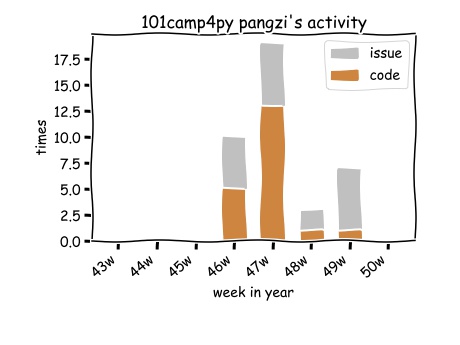 101camp4py pangzi's activity
issue
code
17.5
15.0
12.5
10.0
7.5
5.0
2.5
0.0
times
43w 44w 45w 46w 47w 48w 49w 50w
week in year